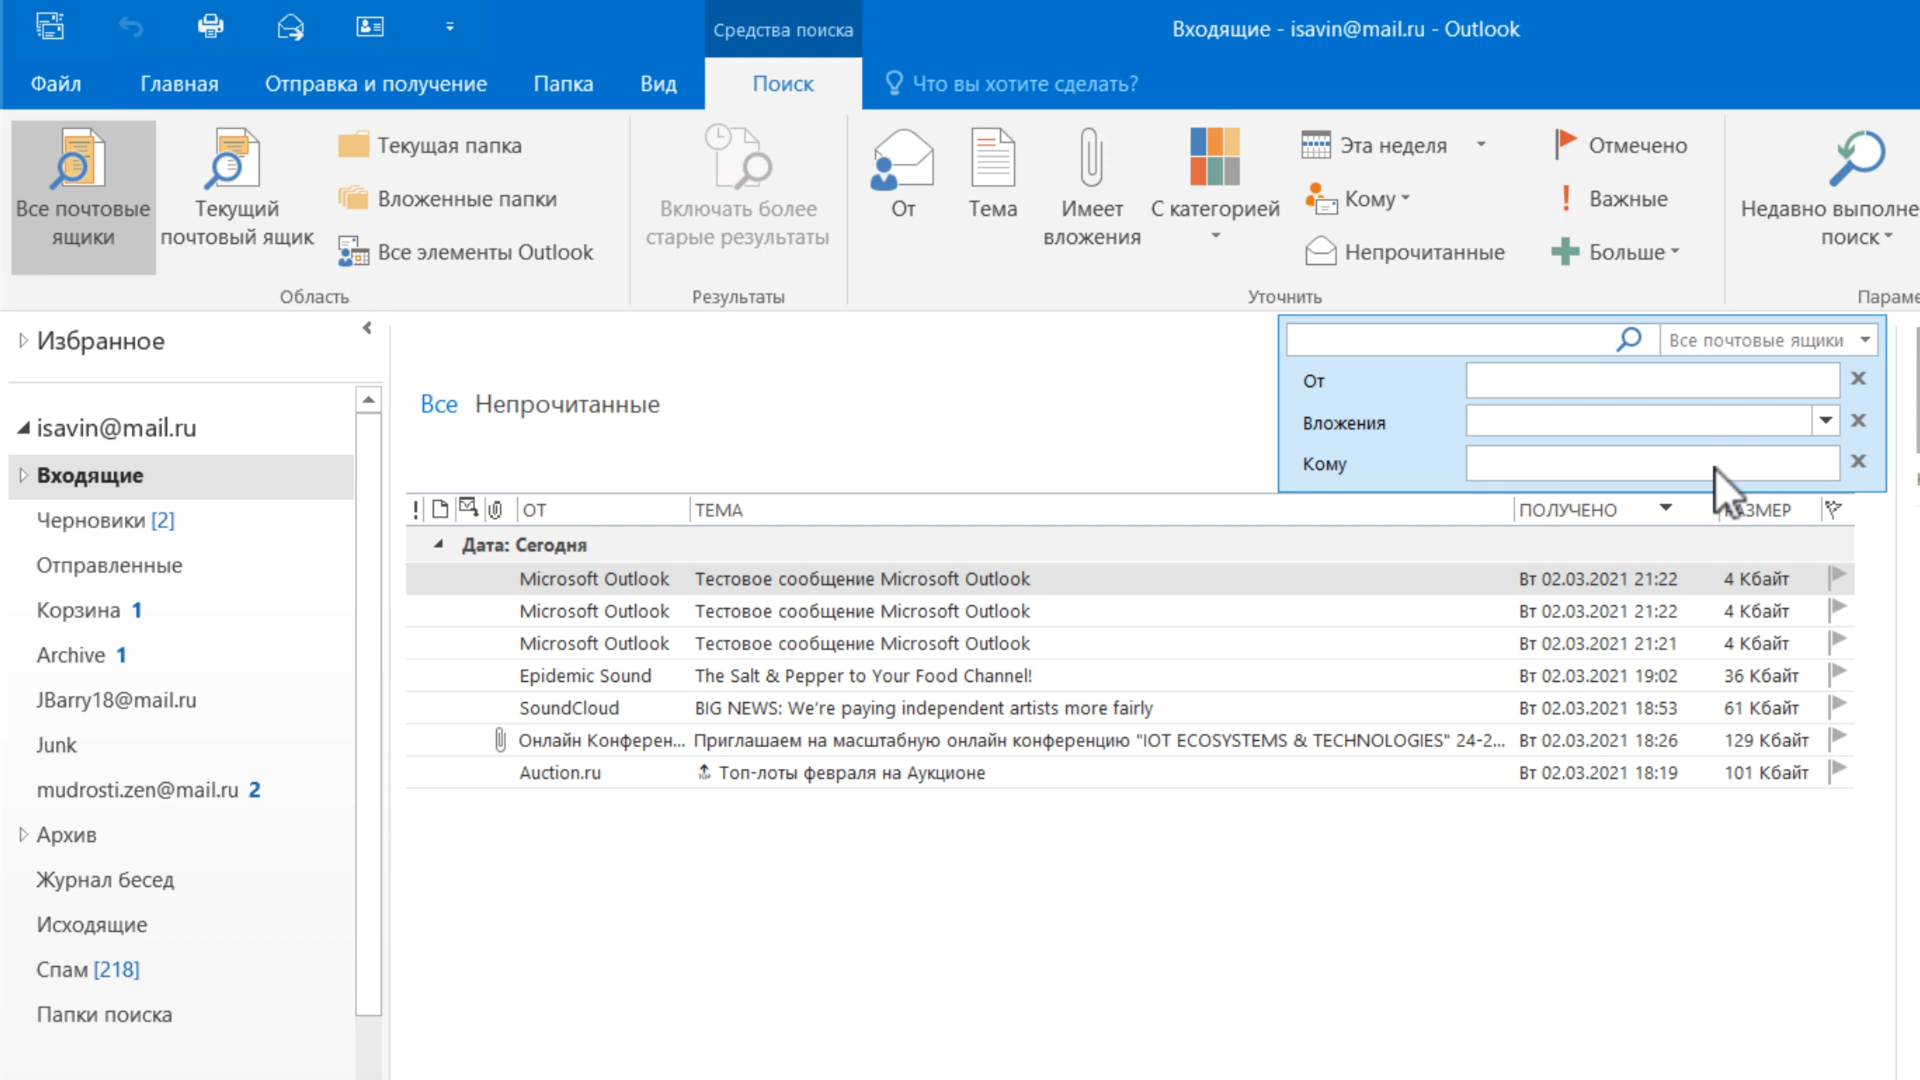 Средства поиска
Входящие - isavin@mail.ru - Outlook
Файл
Главная
Отправка и получение
Папка
Вид
Поиск
Что вы хотите сделать?
Все почтовые
ящики
Текущий
почтовый ящик
Текущая папка
Вложенные папки
Все элементы Outlook
Область
Включать более
старые результаты
Результаты
От
Тема
Имеет
вложения
С категорией
Эта неделя
Кому
Непрочитанные
Отмечено
Важные
Больше
Уточнить
Недавно выполне
поиск
Параме
Избранное
isavin@mail.ru
Входящие
Черновики [2]
Отправленные
Корзина 1
Archive 1
JBarry18@mail.ru
Junk
mudrosti.zen@mail.ru 2
Архив
Журнал бесед
Исходящие
Спам [218]
Папки поиска
Все Непрочитанные
Все почтовые ящики
От
Вложения
Кому
! ОТ ТЕМА ПОЛУЧЕНО АЗМЕР
Дата: Сегодня
Microsoft Outlook Тестовое сообщение Microsoft Outlook Вт 02.03.2021 21:22 4 Кбайт
Microsoft Outlook Тестовое сообщение Microsoft Outlook Вт 02.03.2021 21:22 4 Кбайт
Microsoft Outlook Тестовое сообщение Microsoft Outlook Вт 02.03.2021 21:21 4 Кбайт
Epidemic Sound The Salt & Pepper to Your Food Channel! Вт 02.03.2021 19:02 36 Кбайт
SoundCloud BIG NEWS: We're paying independent artists more fairly Вт 02.03.2021 18:53 61 Кбайт
Онлайн Конферен... Приглашаем на масштабную онлайн конференцию "IOT ECOSYSTEMS & TECHNOLOGIES" 24-2... Вт 02.03.2021 18:26 129 Кбайт
Auction.ru Топ-лоты февраля на Аукционе Вт 02.03.2021 18:19 101 Кбайт